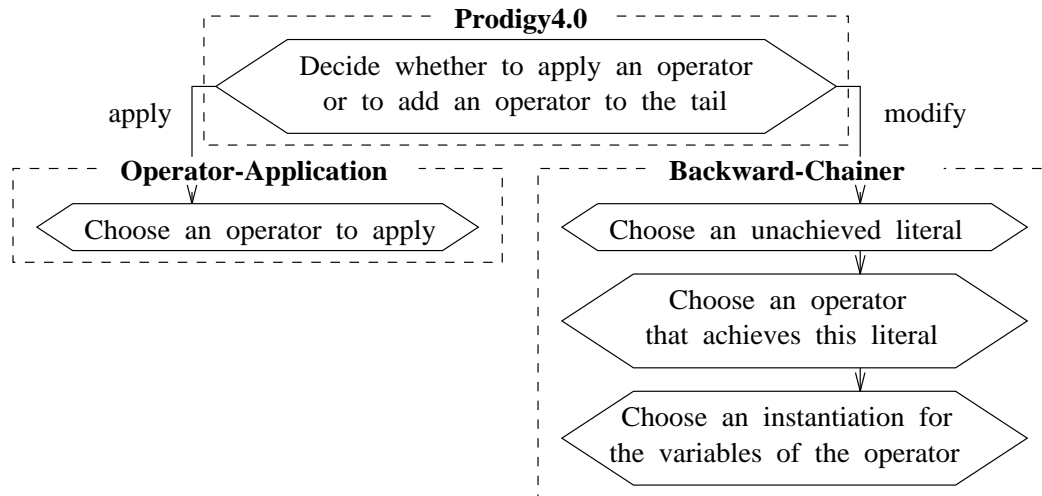 Prodigy4.0
Decide whether to apply an operator
or to add an operator to the tail
apply
modify
Operator-Application
Choose an operator to apply
Backward-Chainer
Choose an unachieved literal
Choose an operator
that achieves this literal
Choose an instantiation for
the variables of the operator